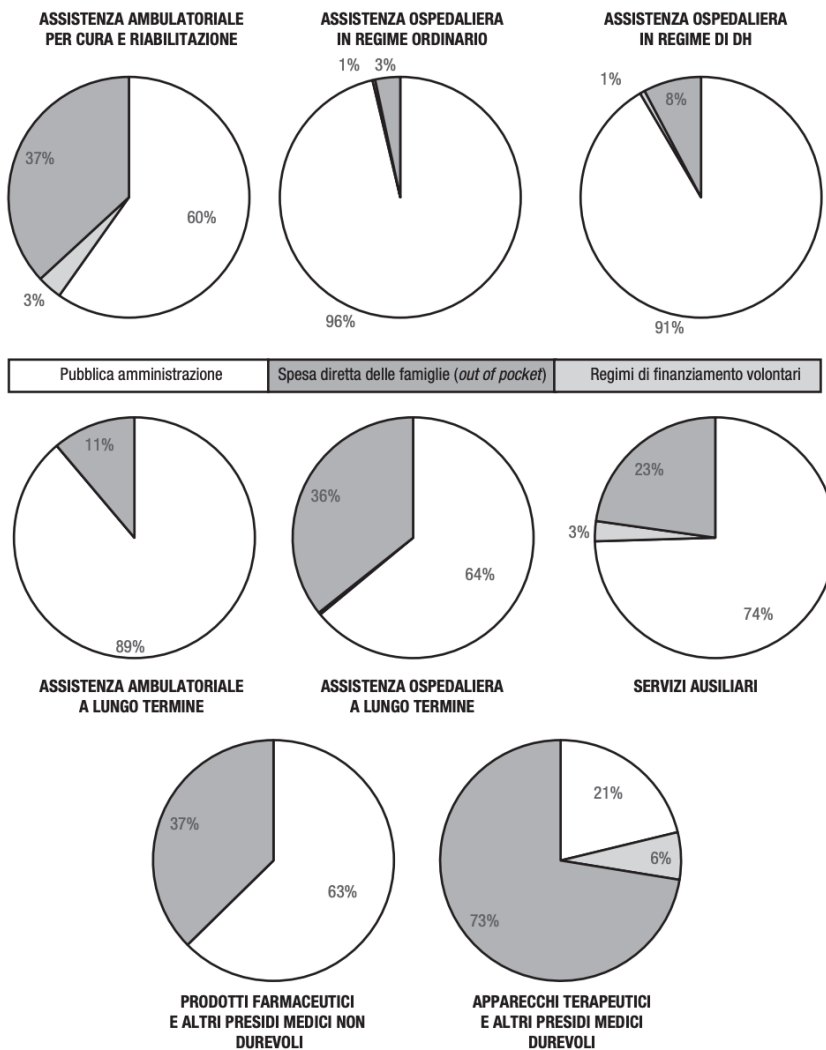 ASSISTENZA AMBULATORIALE
PER CURA E RIABILITAZIONE
ASSISTENZA OSPEDALIERA
IN REGIME ORDINARIO
ASSISTENZA OSPEDALIERA
IN REGIME DI DH
37%
60%
3%
1%
3%
96%
1%
8%
91%
Pubblica amministrazione
Spesa diretta delle famiglie (out of pocket)
Regimi di finanziamento volontari
11%
89%
36%
64%
23%
3%
74%
ASSISTENZA AMBULATORIALE
A LUNGO TERMINE
ASSISTENZA OSPEDALIERA
A LUNGO TERMINE
SERVIZI AUSILIARI
37%
63%
21%
6%
73%
PRODOTTI FARMACEUTICI
E ALTRI PRESIDI MEDICI NON
DUREVOLI
APPARECCHI TERAPEUTICI
E ALTRI PRESIDI MEDICI
DUREVOLI